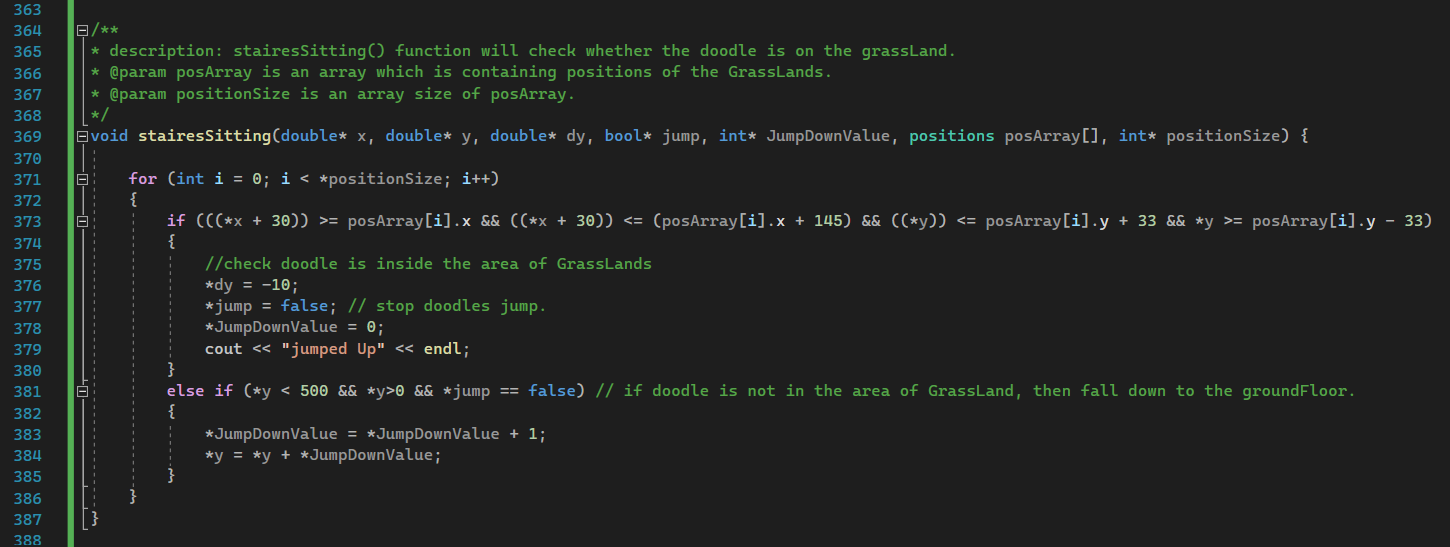 363
364 /**
365 * description: stairesSitting() function will check whether the doodle is on the grassLand.
366 * @param posArray is an array which is containing positions of the GrassLands.
367 * @param positionSize is an array size of posArray.
368 */
369 void stairesSitting(double* x, double* y, double* dy, bool* jump, int* JumpDownValue, positions posArray[], int* positionSize) {
370
371 for (int i = 0; i < *positionSize; i++)
372 {
373 if (((*x + 30)) >= posArray[i].x && ((*x + 30)) <= (posArray[i].x + 145) && ((*y)) <= posArray[i].y + 33 && *y >= posArray[i].y - 33)
374 {
375 //check doodle is inside the area of GrassLands
376 *dy = -10;
377 *jump = false; // stop doodles jump.
378 *JumpDownValue = 0;
379 cout << "jumped Up" << endl;
380 }
381 else if (*y < 500 && *y>0 && *jump == false) // if doodle is not in the area of GrassLand, then fall down to the groundFloor.
382 {
383 *JumpDownValue = *JumpDownValue + 1;
384 *y = *y + *JumpDownValue;
385 }
386 }
387 }
388